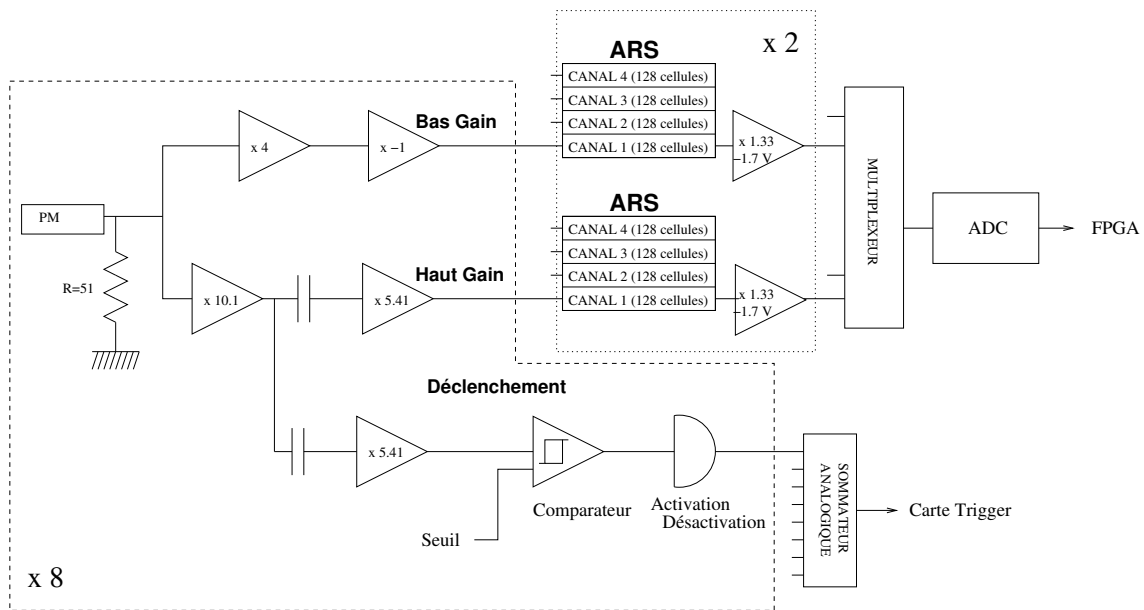 x 2
ARS
CANAL 4 (128 cellules)
CANAL 3 (128 cellules)
CANAL 2 (128 cellules)
CANAL 1 (128 cellules)
Bas Gain
x 4
x −1
x 1.33
−1.7 V
PM
R=51
ARS
CANAL 4 (128 cellules)
CANAL 3 (128 cellules)
CANAL 2 (128 cellules)
CANAL 1 (128 cellules)
Haut Gain
x 10.1
x 5.41
x 1.33
−1.7 V
MULTIPLEXEUR
ADC
FPGA
Déclenchement
x 5.41
Comparateur
Seuil
Activation
Désactivation
SOMMATEUR
ANALOGIQUE
Carte Trigger
x 8